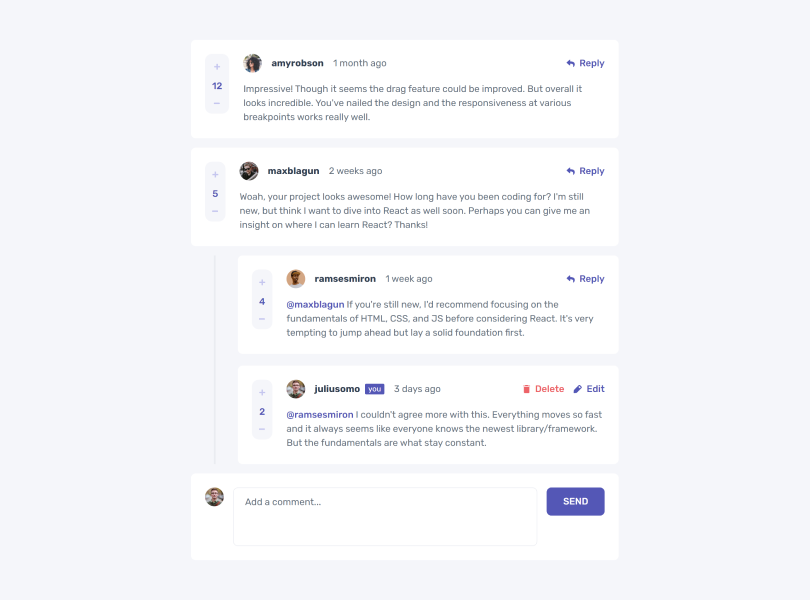 +
12
–
amyrobson 1 month ago Reply
Impressive! Though it seems the drag feature could be improved. But overall it
looks incredible. You've nailed the design and the responsiveness at various
breakpoints works really well.
+
5
–
maxblagun 2 weeks ago Reply
Woah, your project looks awesome! How long have you been coding for? I'm still
new, but think I want to dive into React as well soon. Perhaps you can give me an
insight on where I can learn React? Thanks!
+
4
–
ramsesmiron 1 week ago Reply
@maxblagun If you're still new, I'd recommend focusing on the
fundamentals of HTML, CSS, and JS before considering React. It's very
tempting to jump ahead but lay a solid foundation first.
+
2
–
juliusomo you 3 days ago Delete Edit
@ramsesmiron I couldn't agree more with this. Everything moves so fast
and it always seems like everyone knows the newest library/framework.
But the fundamentals are what stay constant.
Add a comment... SEND